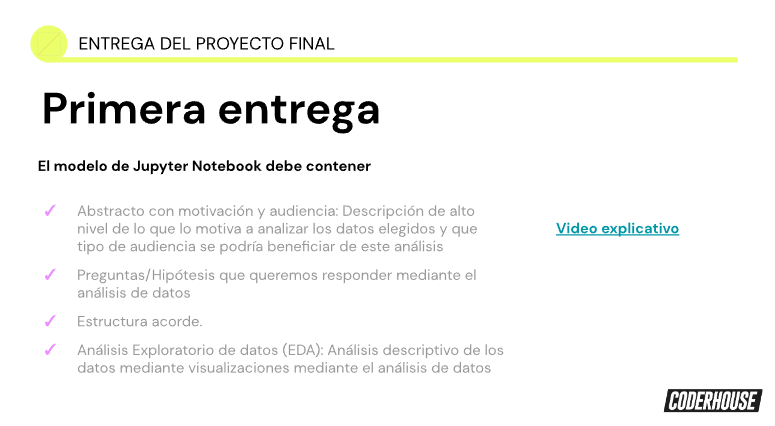 ENTREGA DEL PROYECTO FINAL
Primera entrega
El modelo de Jupyter Notebook debe contener
✓ Abstracto con motivación y audiencia: Descripción de alto
nivel de lo que lo motiva a analizar los datos elegidos y que
tipo de audiencia se podría beneficiar de este análisis
✓ Preguntas/Hipótesis que queremos responder mediante el
análisis de datos
✓ Estructura acorde.
✓ Análisis Exploratorio de datos (EDA): Análisis descriptivo de los
datos mediante visualizaciones mediante el análisis de datos
Video explicativo
CODERHOUSE